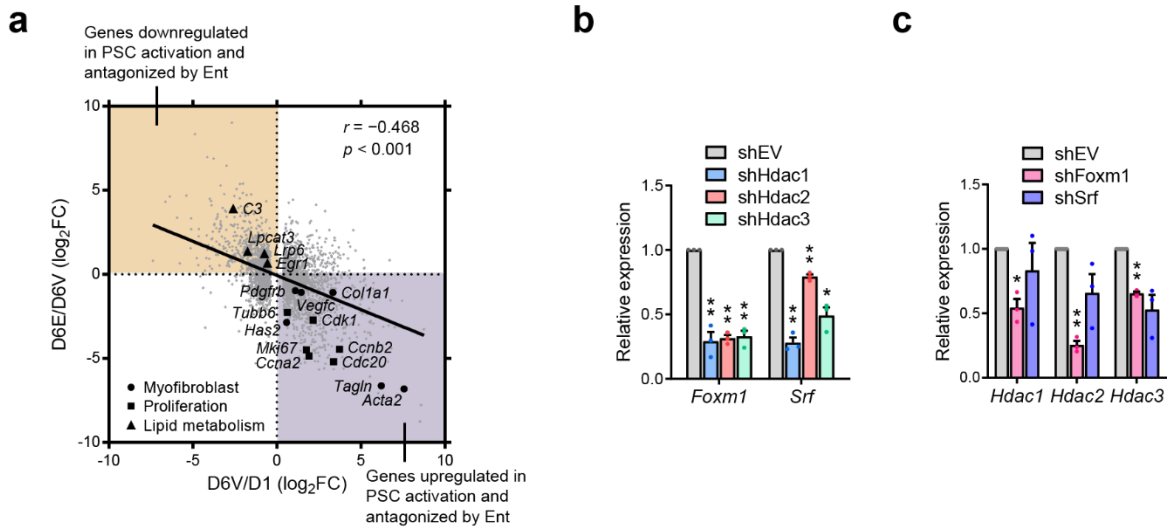 a
Genes downregulated
in PSC activation and
antagonized by Ent
10
5
0
-5
-10
D6E/D6V (log2FC)
r = −0.468
p < 0.001
C3
Lpcat3
Lrp6
Egr1
Pdgfrb
Col1a1
Vegfc
Tubb6
Cdk1
Has2
Mki67
Ccnb2
Ccna2
Cdc20
Tagln
Acta2
Myofibroblast
Proliferation
Lipid metabolism
-10
-5
0
5
10
D6V/D1 (log2FC)
Genes upregulated in
PSC activation and
antagonized by Ent
b
shEV
shHdac1
shHdac2
shHdac3
Relative expression
1.5
1.0
0.5
0.0
**
**
**
**
**
*
Foxm1
Srf
c
shEV
shFoxm1
shSrf
Relative expression
1.5
1.0
0.5
0.0
*
**
**
Hdac1
Hdac2
Hdac3